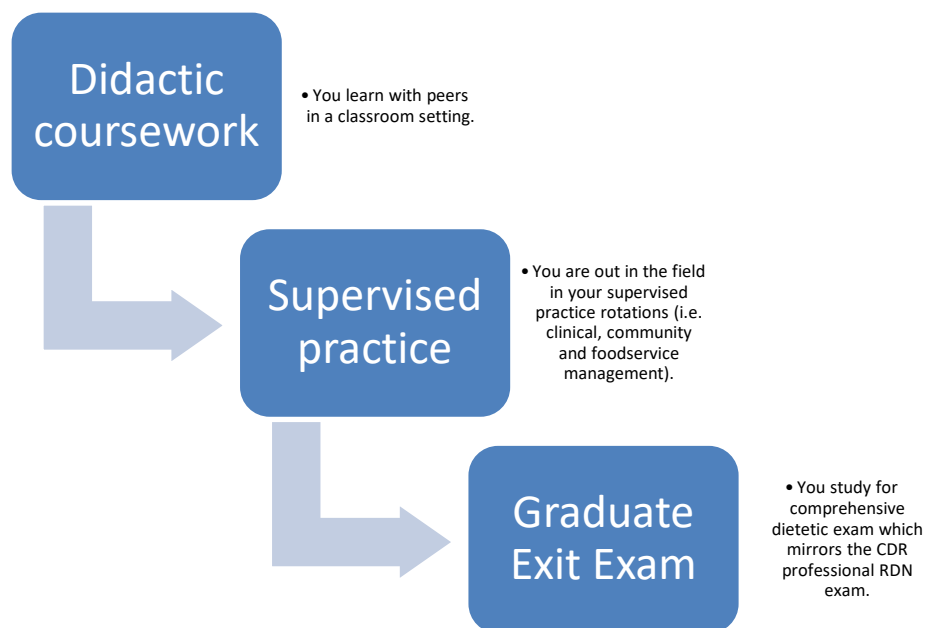 Didactic
coursework
• You learn with peers
in a classroom setting.
Supervised
practice
• You are out in the field
in your supervised
practice rotations (i.e.
clinical, community
and foodservice
management).
Graduate
Exit Exam
• You study for
comprehensive
dietetic exam which
mirrors the CDR
professional RDN
exam.